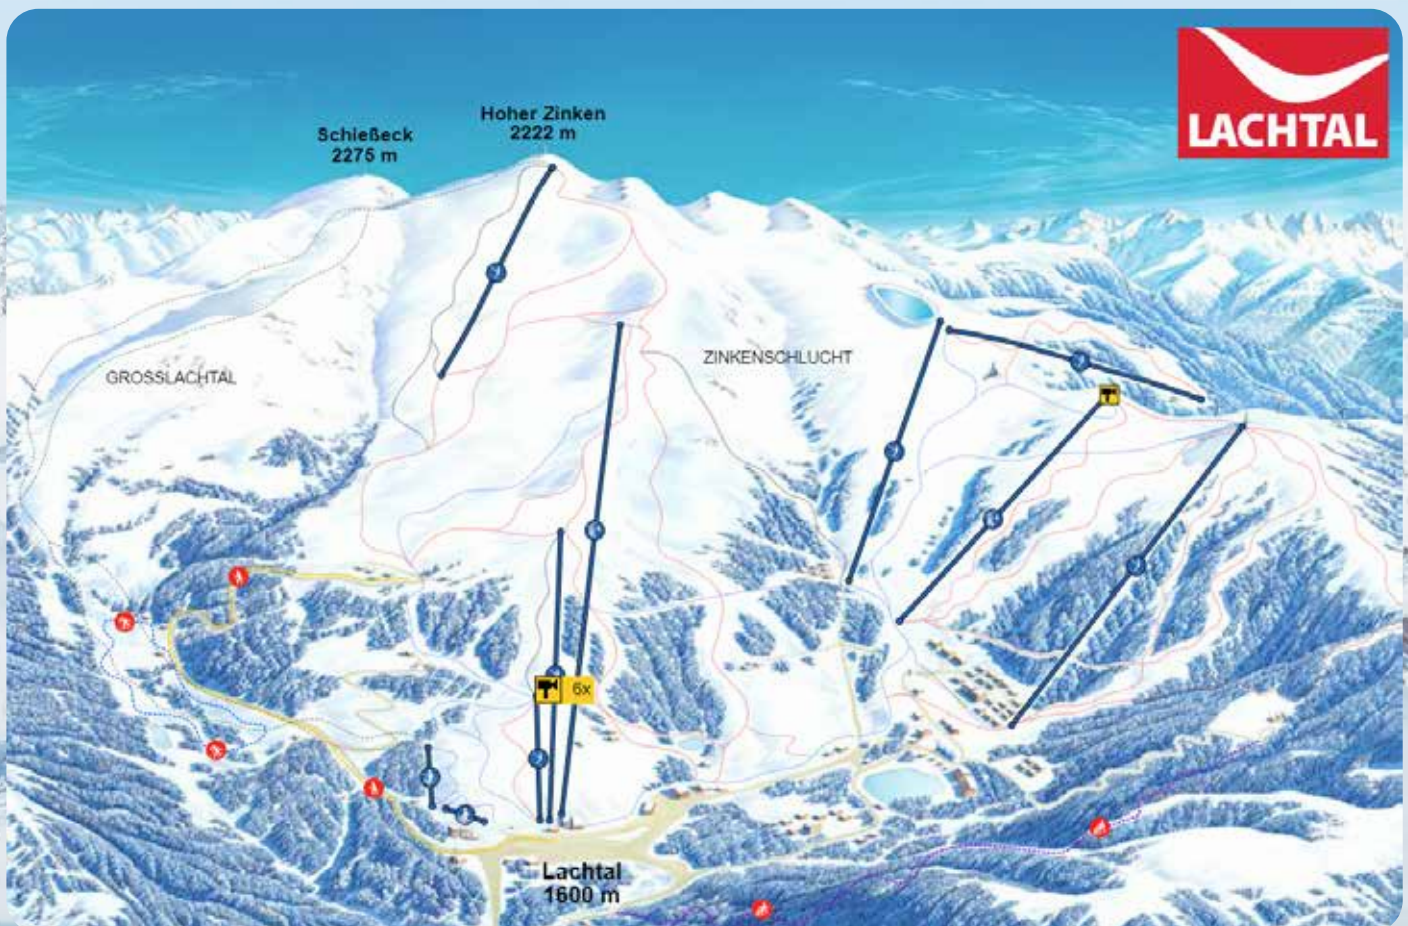 LACHTAL
Hoher Zinken
2222 m
Schießeck
2275 m
ZINKENSCHLUCHT
GROSSLACHTAL
6x
Lachtal
1600 m